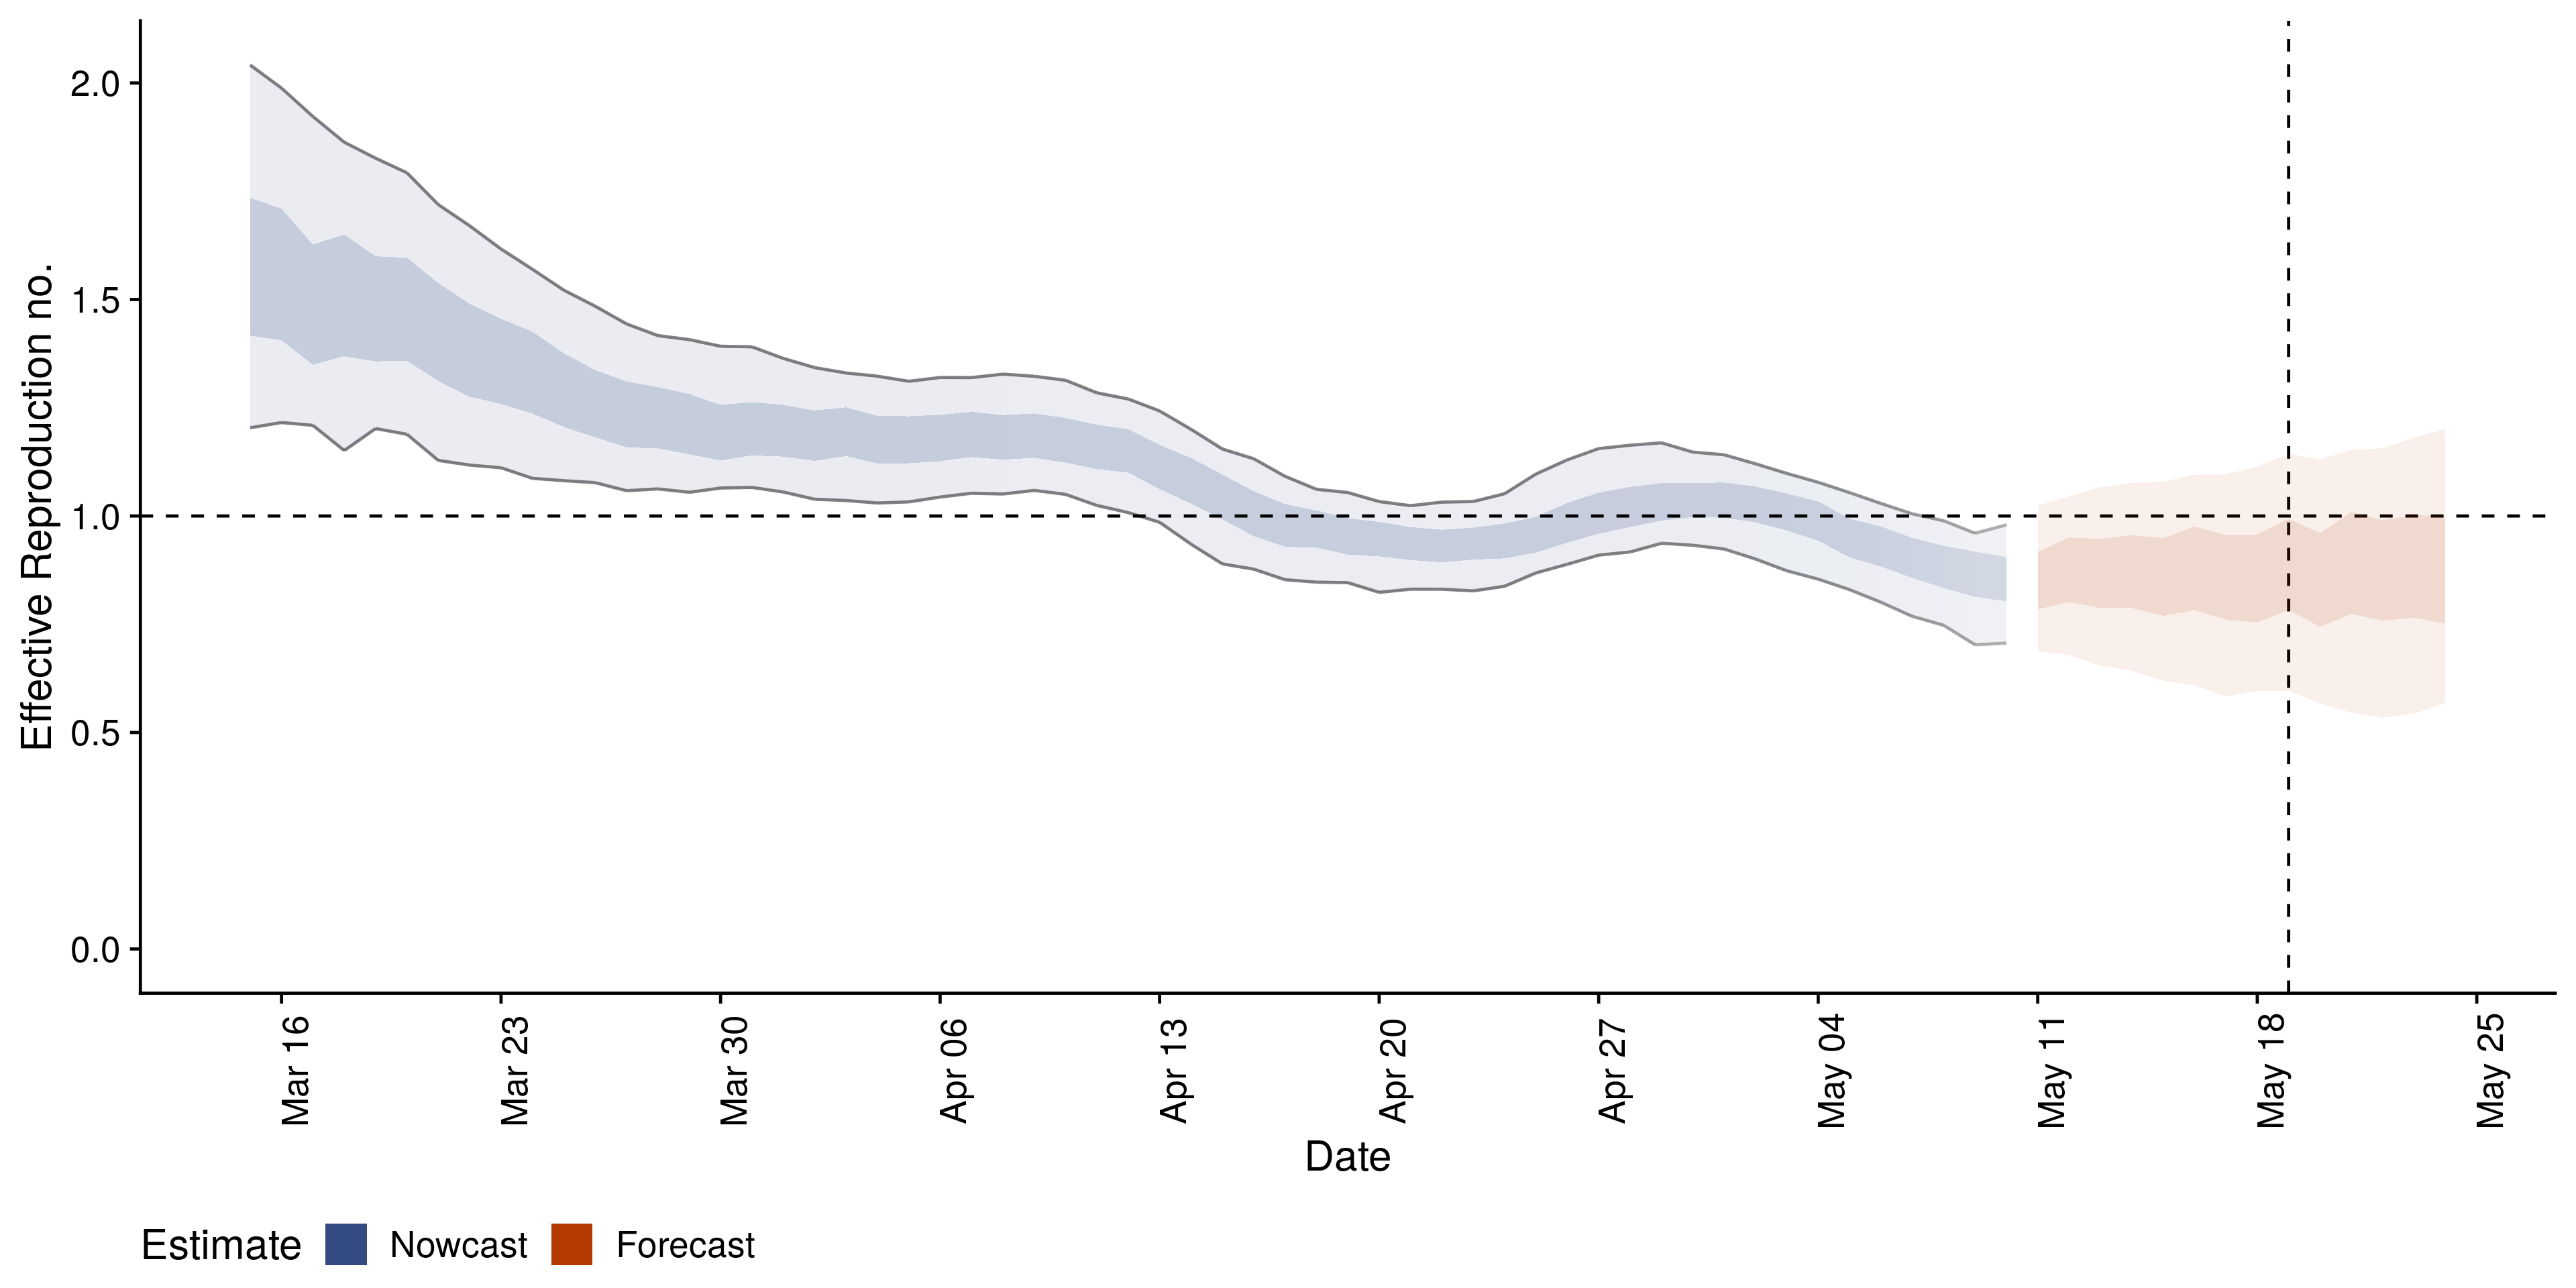 Effective Reproduction no.
2.0
1.5
1.0
0.5
0.0
Mar 16
Mar 23
Mar 30
Apr 06
Apr 13
Apr 20
Apr 27
May 04
May 11
May 18
May 25
Date
Estimate Nowcast Forecast